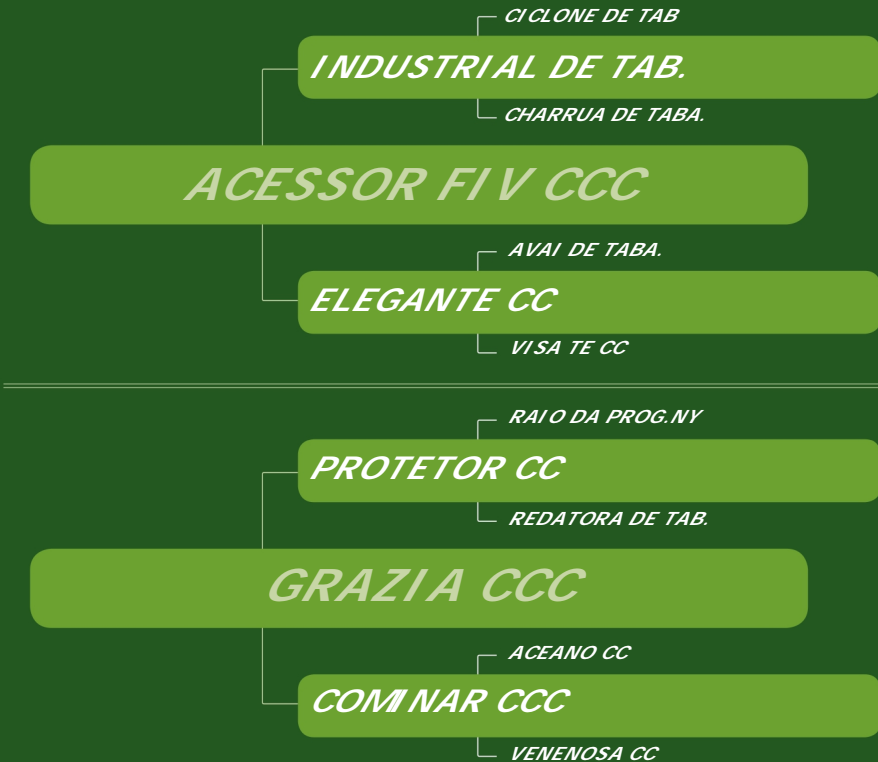 CICLONE DE TAB
INDUSTRIAL DE TAB.
CHARRUA DE TABA.
ACESSOR FIV CCC
AVAI DE TABA.
ELEGANTE CC
VISA TE CC
RAIO DA PROG.NY
PROTETOR CC
REDATORA DE TAB.
GRAZIA CCC
ACEANO CC
COMINAR CCC
VENENOSA CC